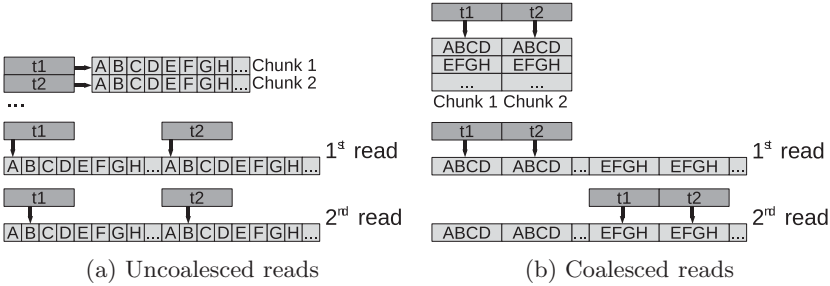 t1 A B C D E F G H ... Chunk 1
t2 A B C D E F G H ... Chunk 2
...
t1 t2
A B C D E F G H ... A B C D E F G H ... 1st read
t1 t2
A B C D E F G H ... A B C D E F G H ... 2nd read
(a) Uncoalesced reads
t1 t2
ABCD ABCD
EFGH EFGH
... ...
Chunk 1 Chunk 2
t1 t2
ABCD ABCD ... EFGH EFGH ... 1st read
t1 t2
ABCD ABCD ... EFGH EFGH ... 2nd read
(b) Coalesced reads